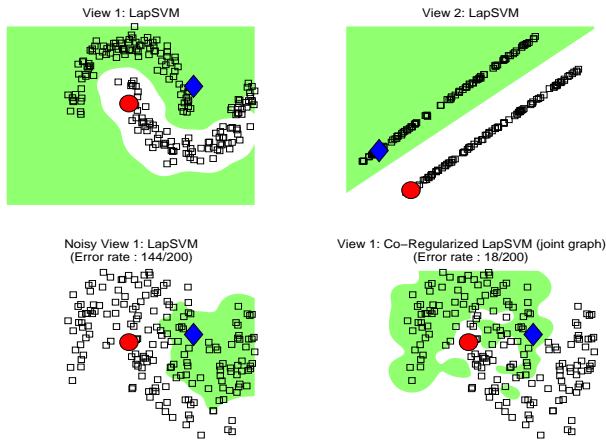 View 1: LapSVM
View 2: LapSVM
Noisy View 1: LapSVM
(Error rate : 144/200)
View 1: Co−Regularized LapSVM (joint graph)
(Error rate : 18/200)